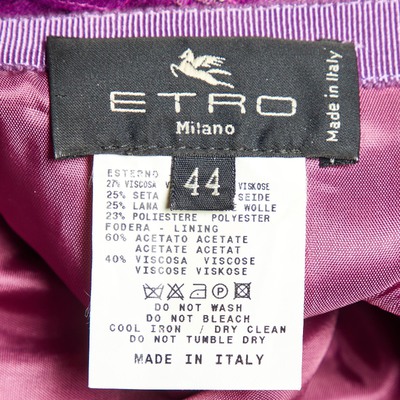 ETRO
Milano
Made in Italy
44
ESTERNO
27% VISCOSA VISKOSE
25% SETA SEIDE
25% LANA WOLLE
23% POLIESTERE POLYESTER
FODERA - LINING
60% ACETATO ACETATE
ACETATE ACETAT
40% VISCOSA VISCOSE
VISCOSE VISKOSE
DO NOT WASH
DO NOT BLEACH
COOL IRON / DRY CLEAN
DO NOT TUMBLE DRY
MADE IN ITALY